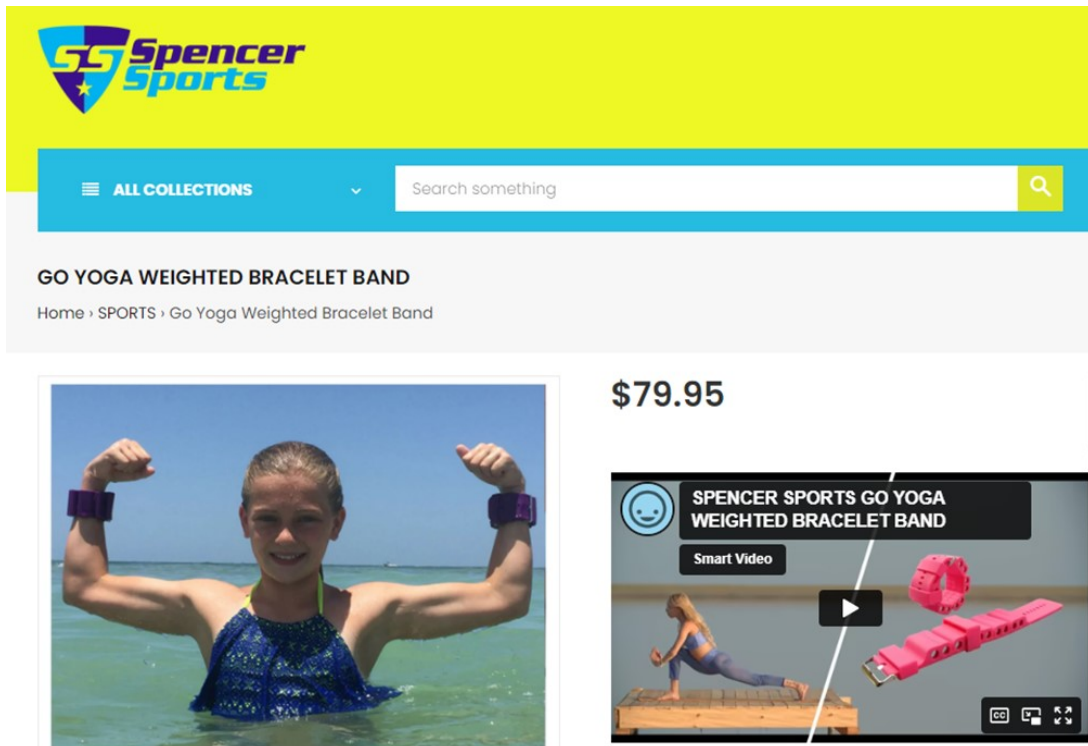 SS Spencer
Sports
ALL COLLECTIONS
Search something
GO YOGA WEIGHTED BRACELET BAND
Home › SPORTS › Go Yoga Weighted Bracelet Band
$79.95
SPENCER SPORTS GO YOGA
WEIGHTED BRACELET BAND
Smart Video
CC